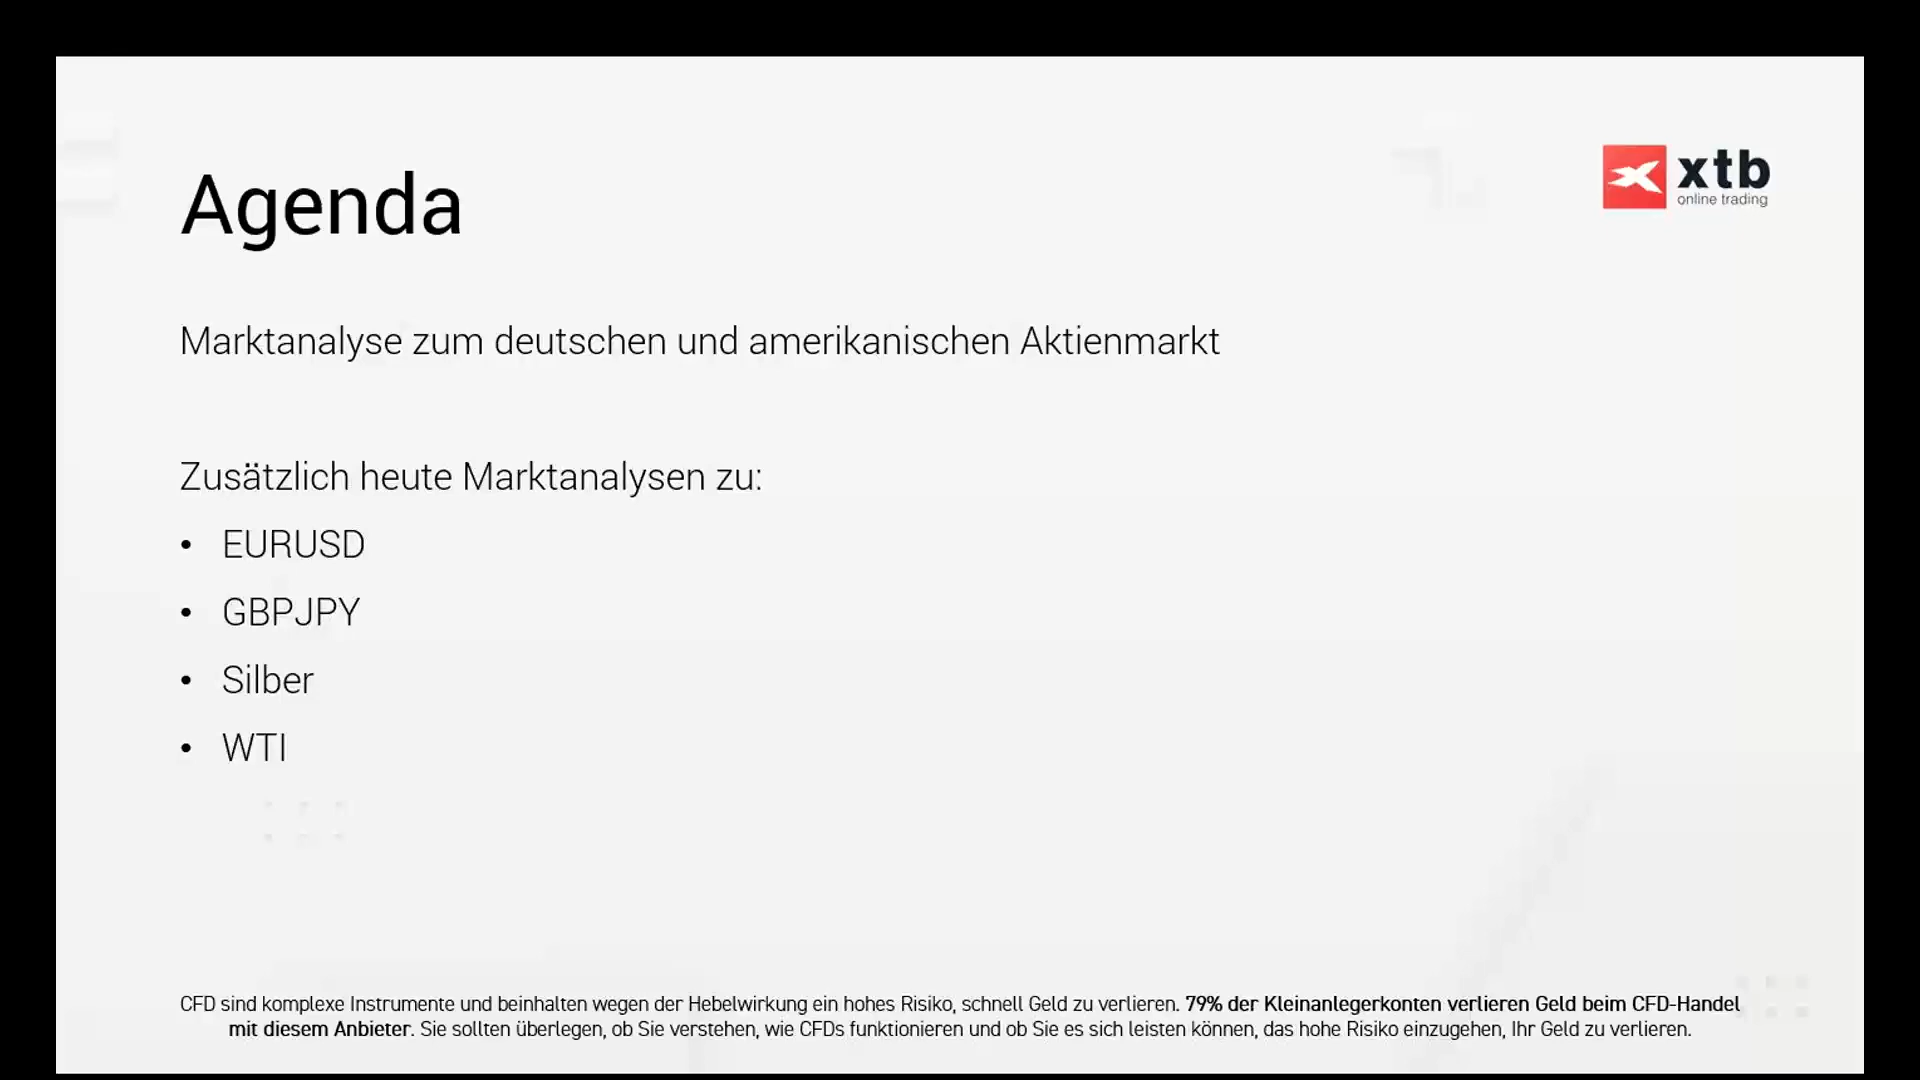 Agenda
xtb
online trading
Marktanalyse zum deutschen und amerikanischen Aktienmarkt
Zusätzlich heute Marktanalysen zu:
• EURUSD
• GBPJPY
• Silber
• WTI
CFD sind komplexe Instrumente und beinhalten wegen der Hebelwirkung ein hohes Risiko, schnell Geld zu verlieren. 79% der Kleinanlegerkonten verlieren Geld beim CFD-Handel
mit diesem Anbieter. Sie sollten überlegen, ob Sie verstehen, wie CFDs funktionieren und ob Sie es sich leisten können, das hohe Risiko einzugehen, Ihr Geld zu verlieren.